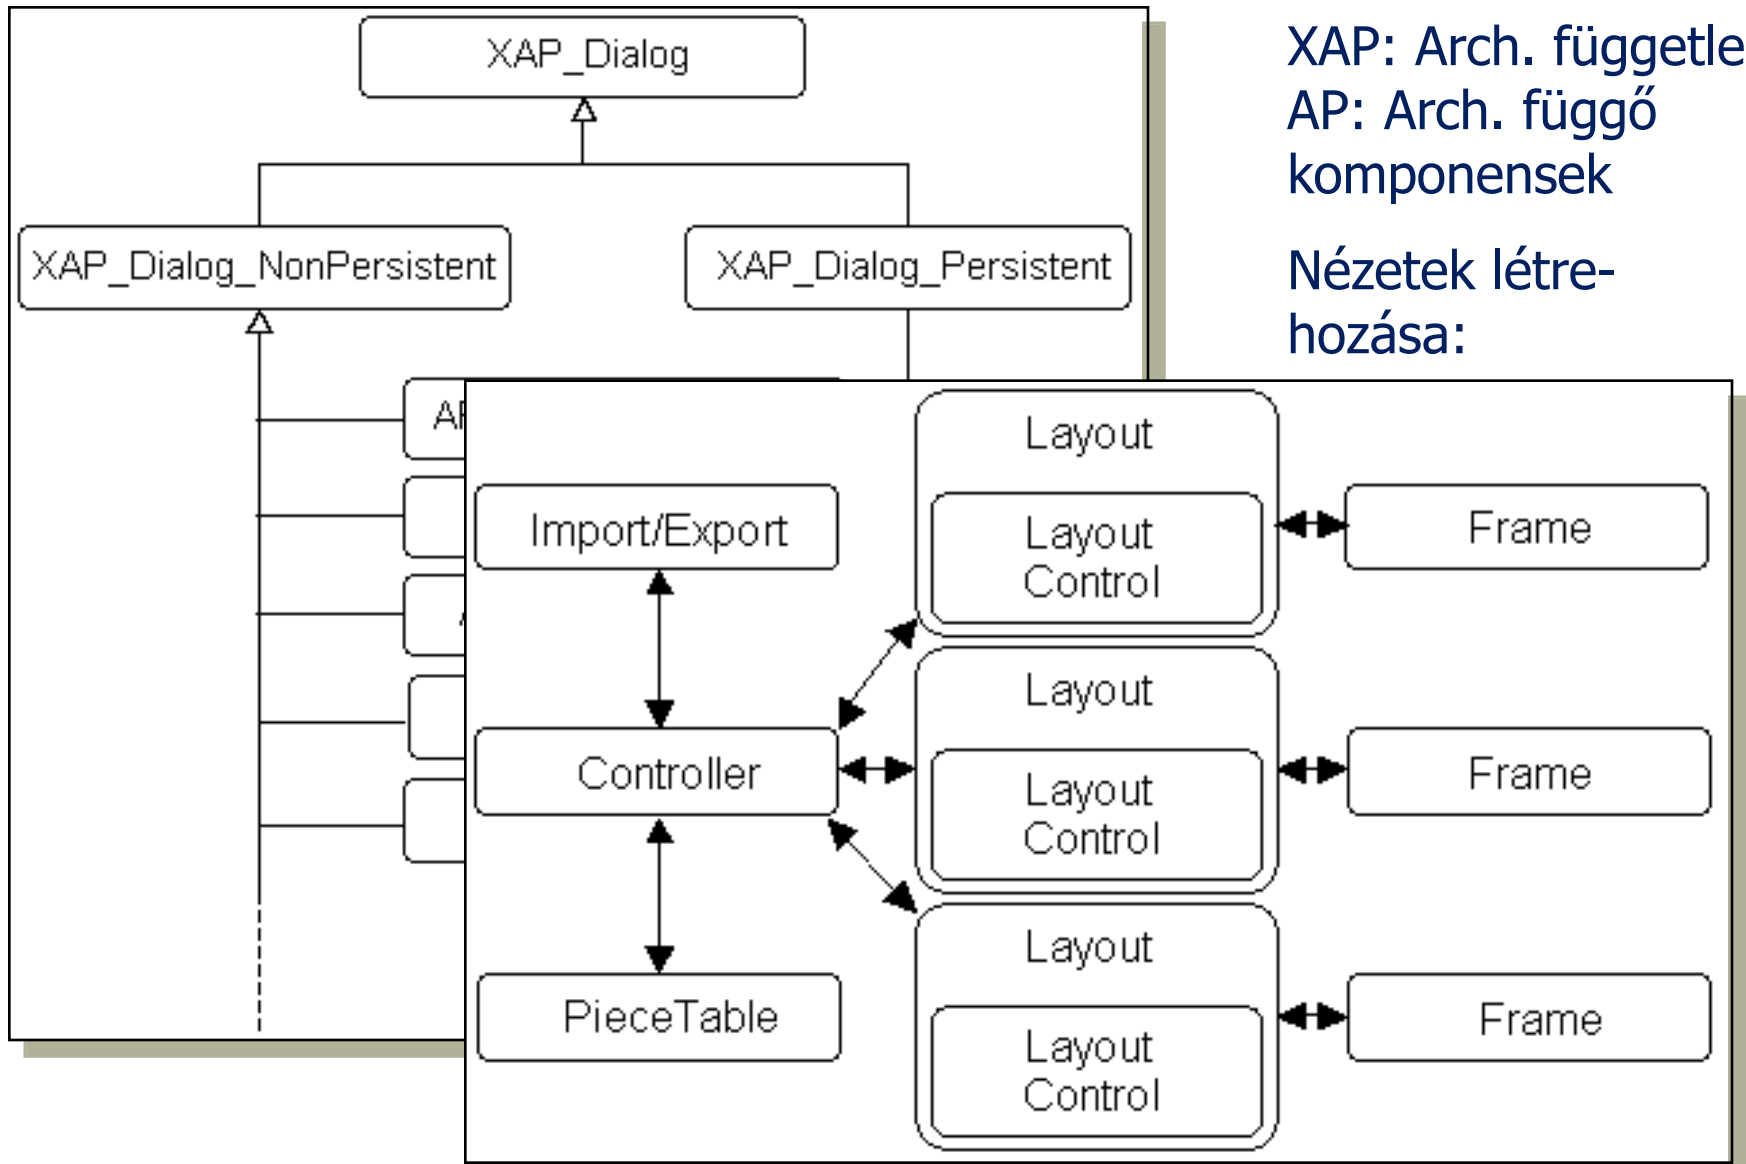 XAP_Dialog
XAP_Dialog_NonPersistent
XAP_Dialog_Persistent
XAP: Arch. függetle
AP: Arch. függő
komponensek
Nézetek létre-
hozása:
Import/Export
Controller
PieceTable
Layout
Layout
Control
Frame
Layout
Layout
Control
Frame
Layout
Layout
Control
Frame